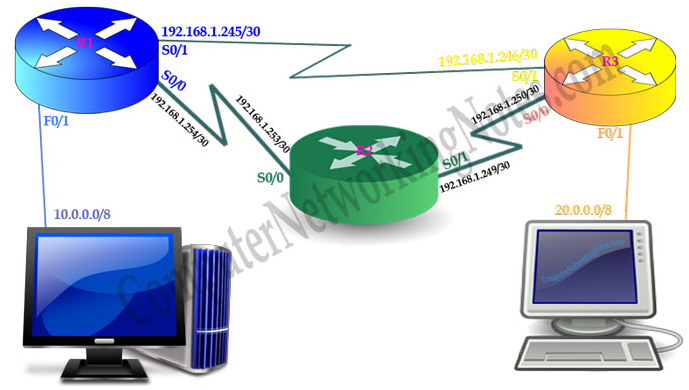 192.168.1.245/30
R1
S0/1
192.168.1.246/30
R3
S0/1
S0/0
192.168.1.254/30
192.168.1.253/30
192.168.1.250/30
S0/0
F0/1
F0/1
R2
S0/0
S0/1
192.168.1.249/30
10.0.0.0/8
20.0.0.0/8
ComputerNetworkingNotes.com
ComputerNetworkingNotes.com